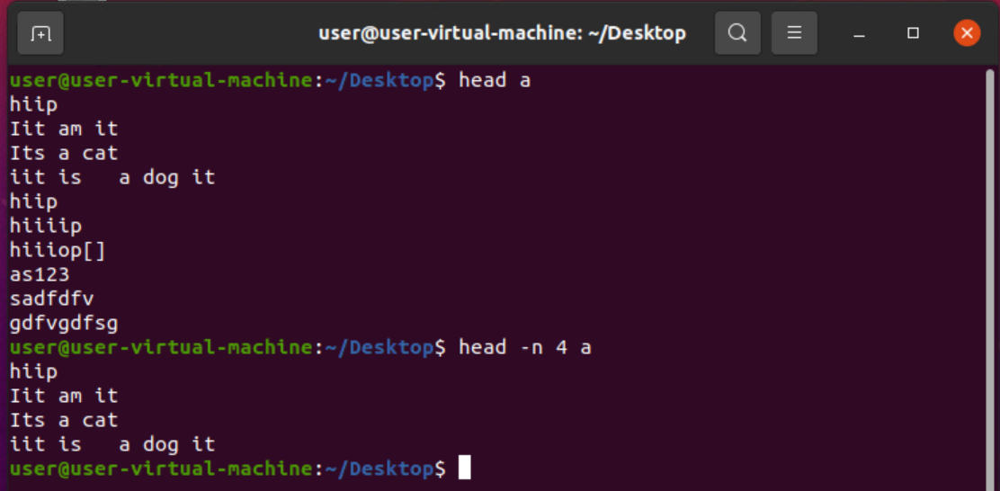 user@user-virtual-machine: ~/Desktop
user@user-virtual-machine:~/Desktop$ head a
hiip
Iit am it
Its a cat
iit is   a dog it
hiip
hiiiip
hiiiop[]
as123
sadfdfv
gdfvgdfsg
user@user-virtual-machine:~/Desktop$ head -n 4 a
hiip
Iit am it
Its a cat
iit is   a dog it
user@user-virtual-machine:~/Desktop$